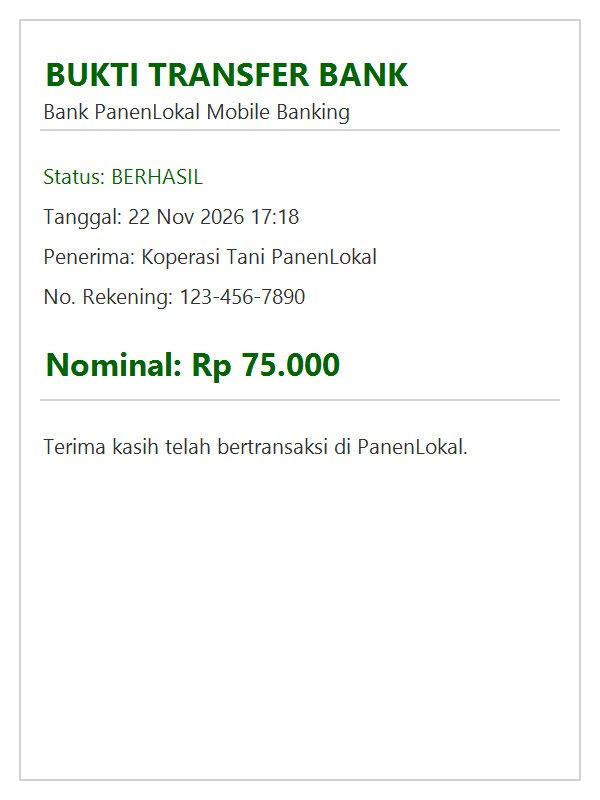 BUKTI TRANSFER BANK
Bank PanenLokal Mobile Banking
Status: BERHASIL
Tanggal: 22 Nov 2026 17:18
Penerima: Koperasi Tani PanenLokal
No. Rekening: 123-456-7890
Nominal: Rp 75.000
Terima kasih telah bertransaksi di PanenLokal.